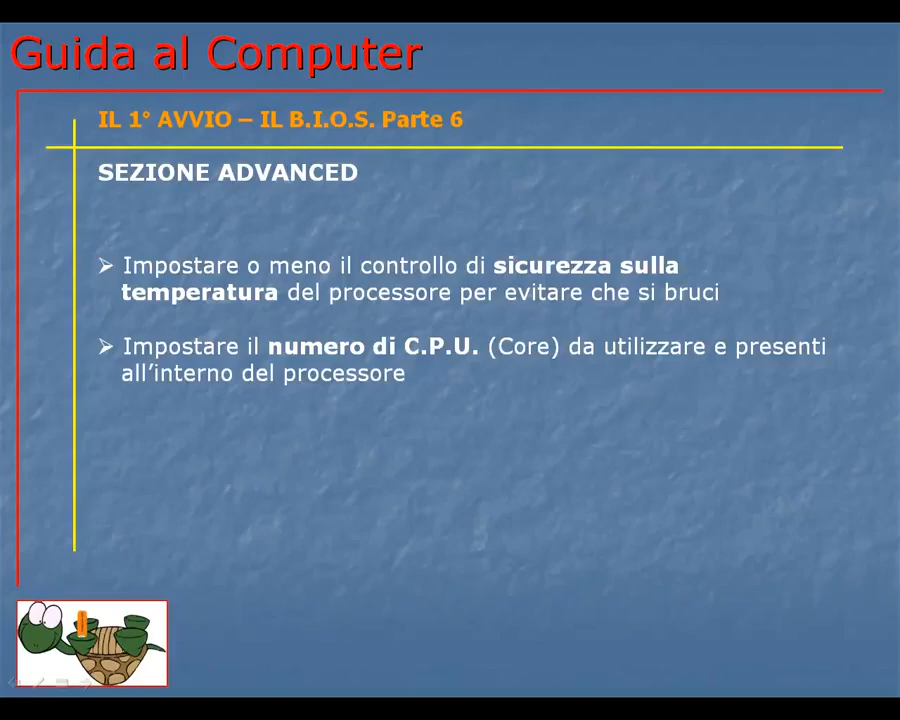 Guida al Computer
IL 1° AVVIO – IL B.I.O.S. Parte 6
SEZIONE ADVANCED
➢ Impostare o meno il controllo di sicurezza sulla
temperatura del processore per evitare che si bruci
➢ Impostare il numero di C.P.U. (Core) da utilizzare e presenti
all’interno del processore